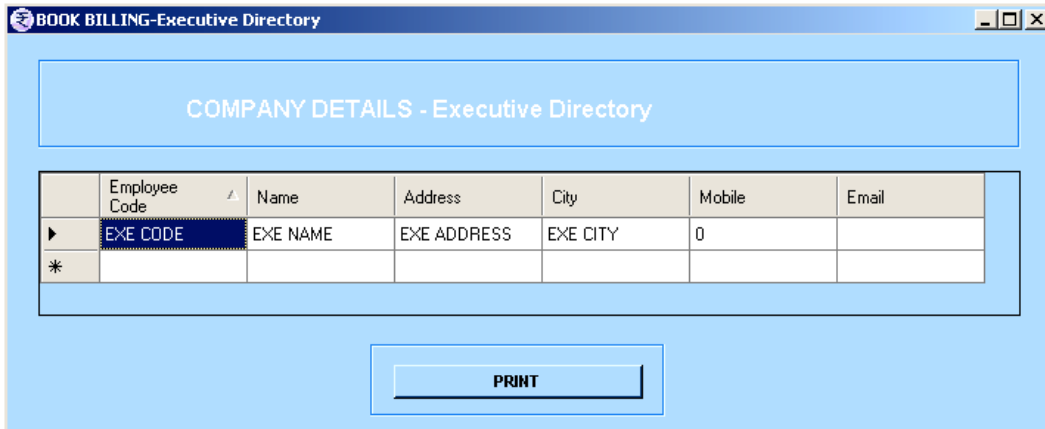 BOOK BILLING-Executive Directory
COMPANY DETAILS - Executive Directory
Employee Code Name Address City Mobile Email
EXE CODE EXE NAME EXE ADDRESS EXE CITY 0
PRINT